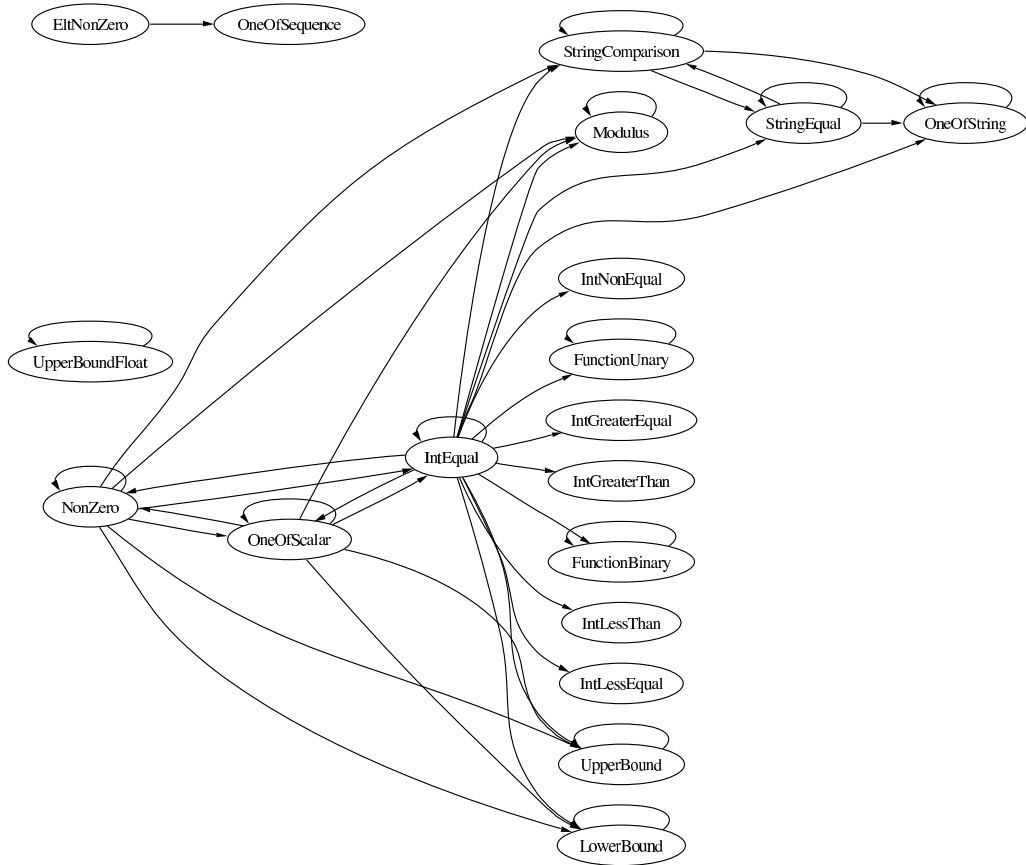 EltNonZero
OneOfSequence
StringComparison
StringEqual
OneOfString
Modulus
IntNonEqual
UpperBoundFloat
FunctionUnary
IntGreaterEqual
IntEqual
IntGreaterThan
NonZero
OneOfScalar
FunctionBinary
IntLessThan
IntLessEqual
UpperBound
LowerBound